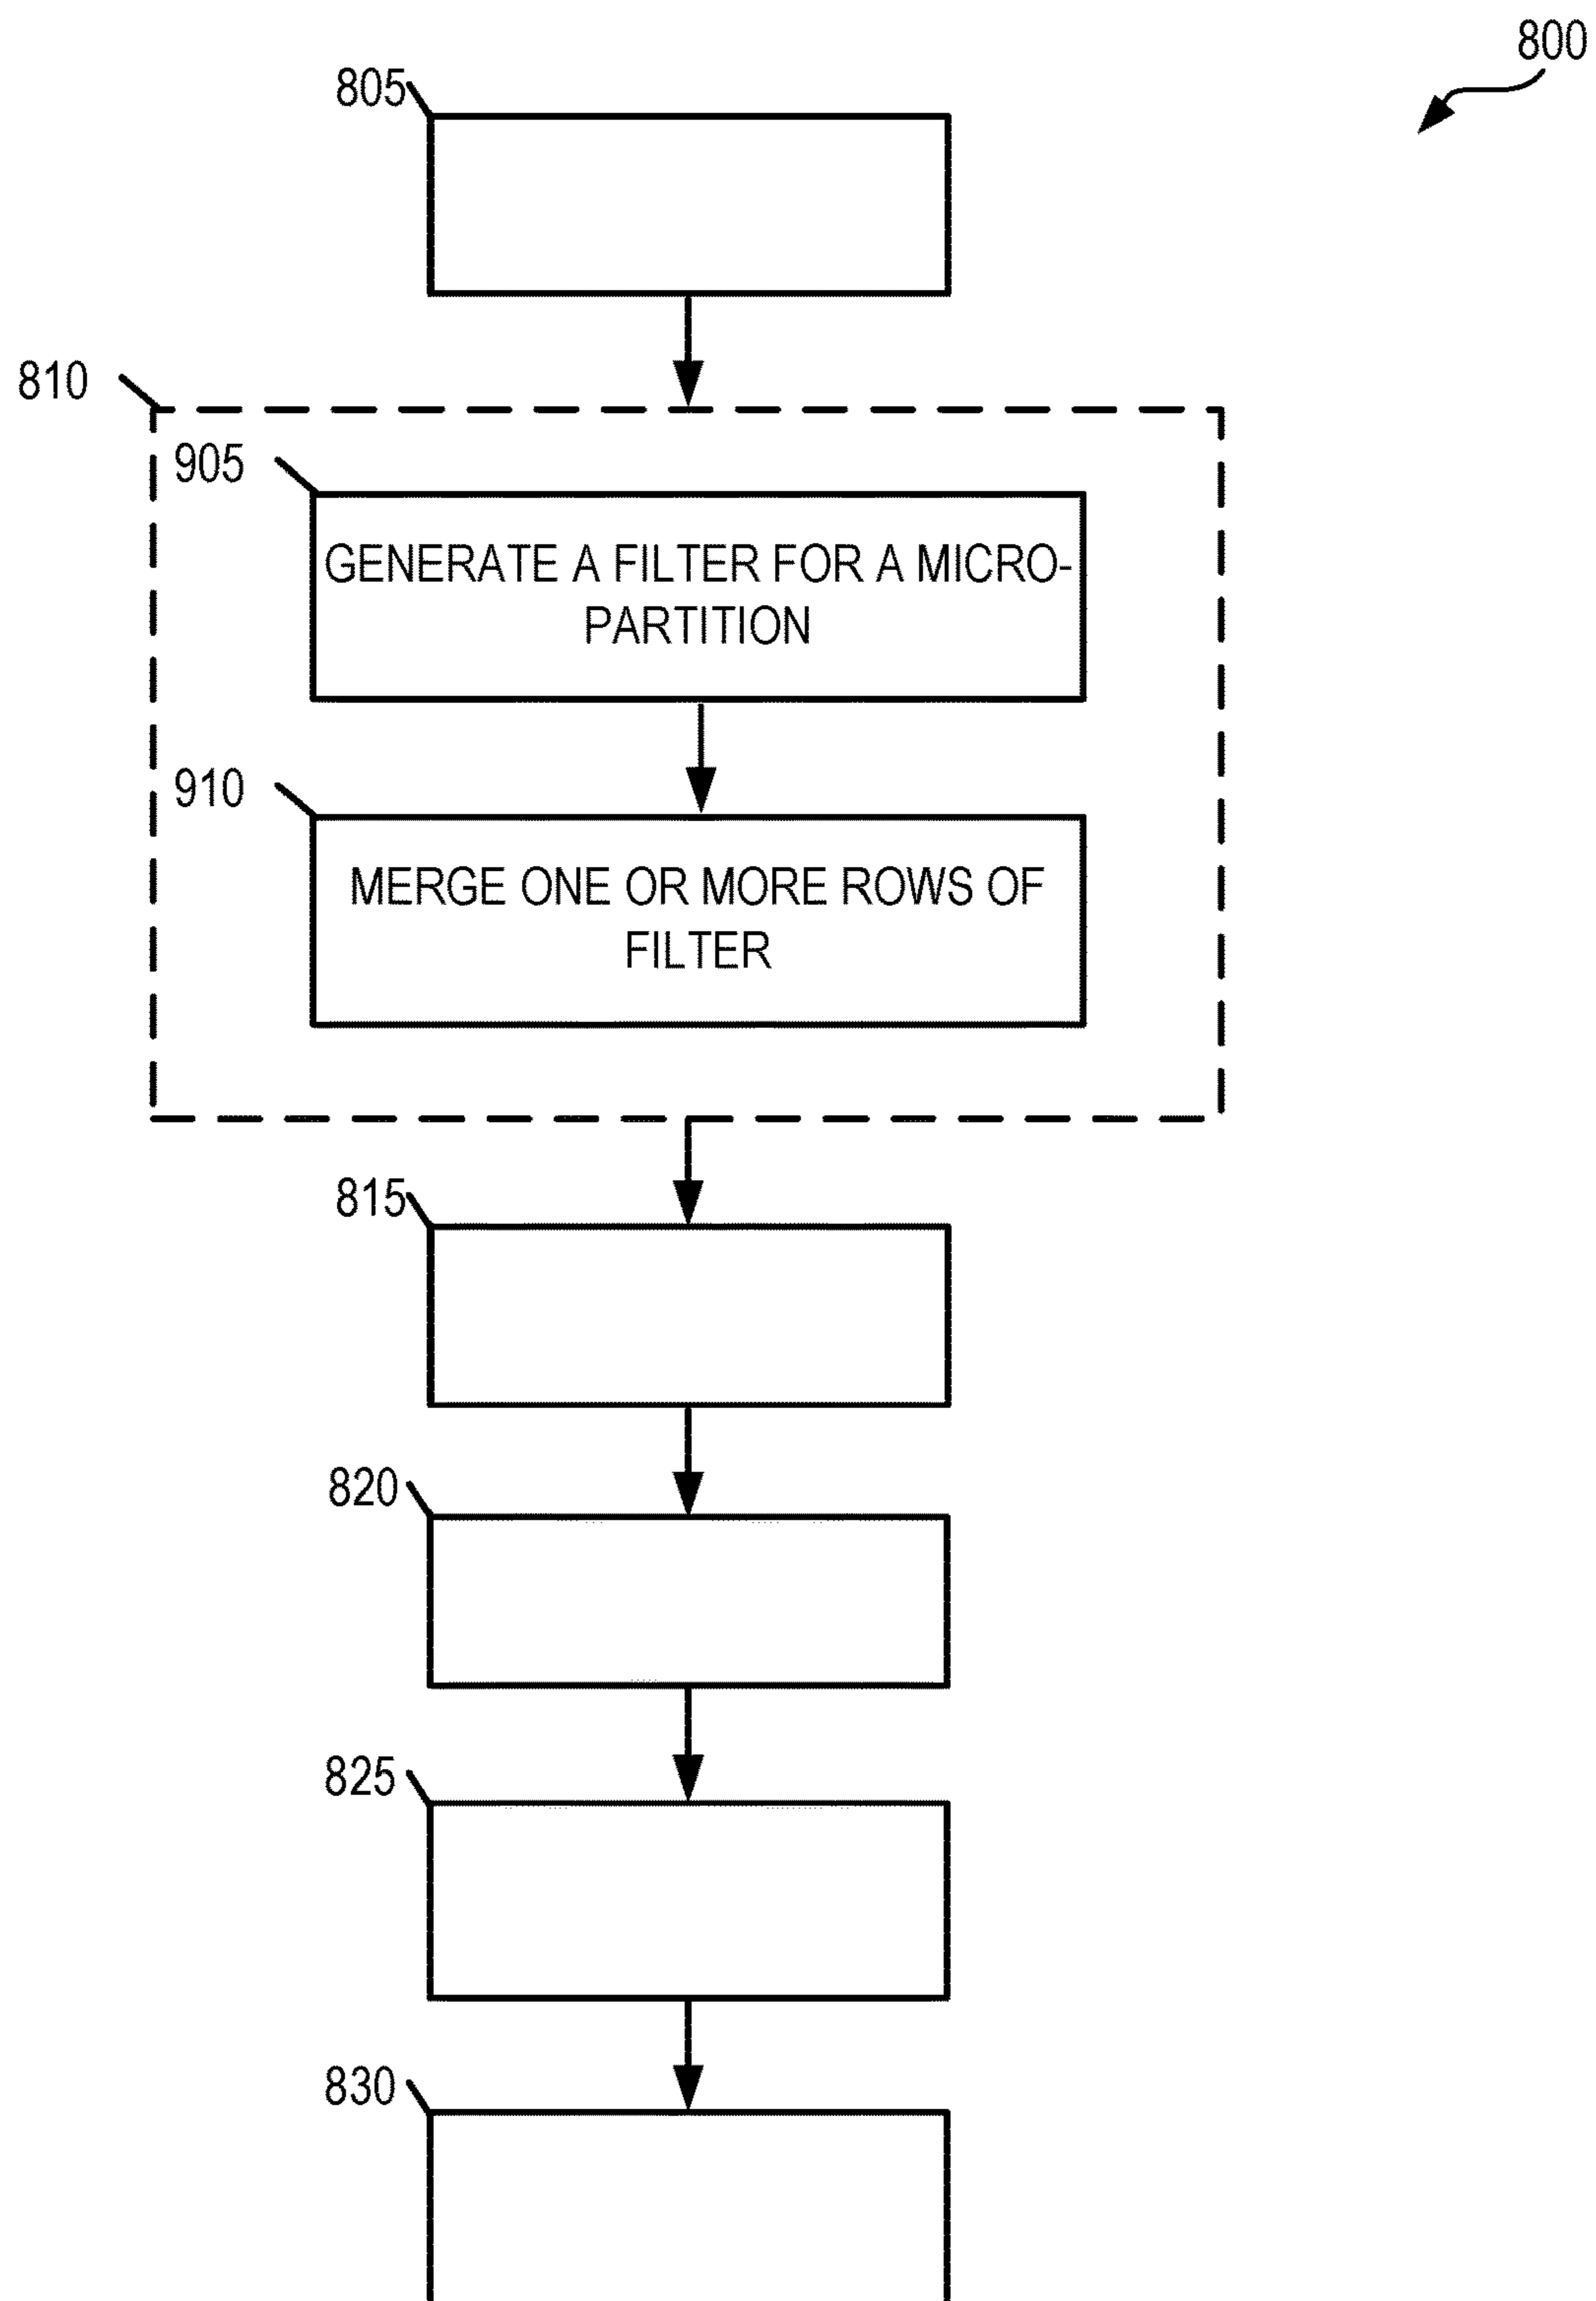 800
805
810
905
GENERATE A FILTER FOR A MICRO-
PARTITION
910
MERGE ONE OR MORE ROWS OF
FILTER
815
820
825
830